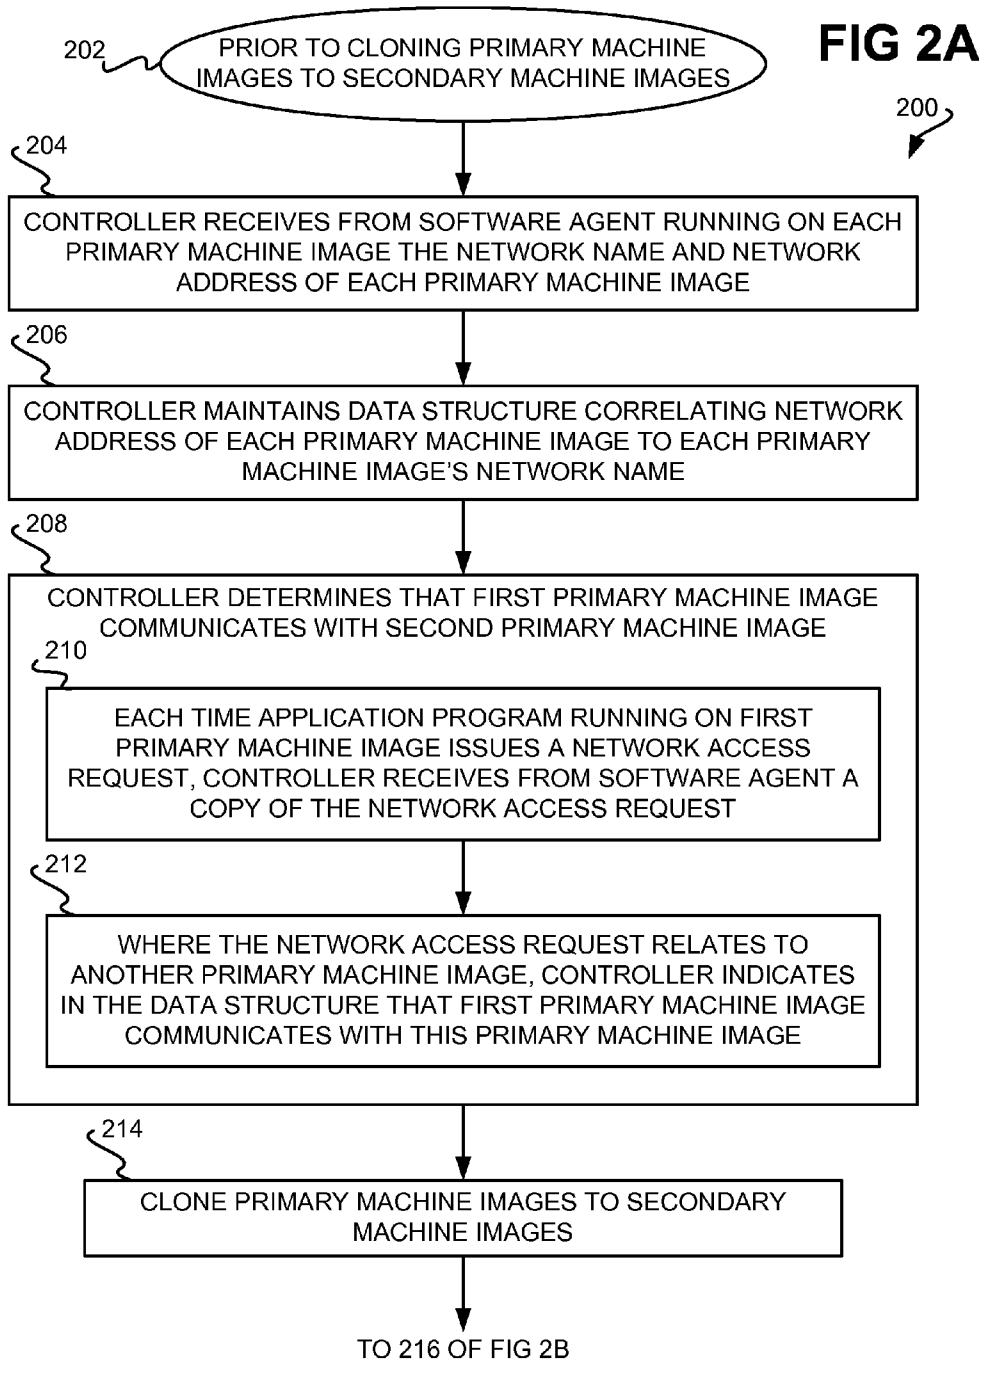 FIG 2A
200
202
PRIOR TO CLONING PRIMARY MACHINE
IMAGES TO SECONDARY MACHINE IMAGES
204
CONTROLLER RECEIVES FROM SOFTWARE AGENT RUNNING ON EACH
PRIMARY MACHINE IMAGE THE NETWORK NAME AND NETWORK
ADDRESS OF EACH PRIMARY MACHINE IMAGE
206
CONTROLLER MAINTAINS DATA STRUCTURE CORRELATING NETWORK
ADDRESS OF EACH PRIMARY MACHINE IMAGE TO EACH PRIMARY
MACHINE IMAGE'S NETWORK NAME
208
CONTROLLER DETERMINES THAT FIRST PRIMARY MACHINE IMAGE
COMMUNICATES WITH SECOND PRIMARY MACHINE IMAGE
210
EACH TIME APPLICATION PROGRAM RUNNING ON FIRST
PRIMARY MACHINE IMAGE ISSUES A NETWORK ACCESS
REQUEST, CONTROLLER RECEIVES FROM SOFTWARE AGENT A
COPY OF THE NETWORK ACCESS REQUEST
212
WHERE THE NETWORK ACCESS REQUEST RELATES TO
ANOTHER PRIMARY MACHINE IMAGE, CONTROLLER INDICATES
IN THE DATA STRUCTURE THAT FIRST PRIMARY MACHINE IMAGE
COMMUNICATES WITH THIS PRIMARY MACHINE IMAGE
214
CLONE PRIMARY MACHINE IMAGES TO SECONDARY
MACHINE IMAGES
TO 216 OF FIG 2B